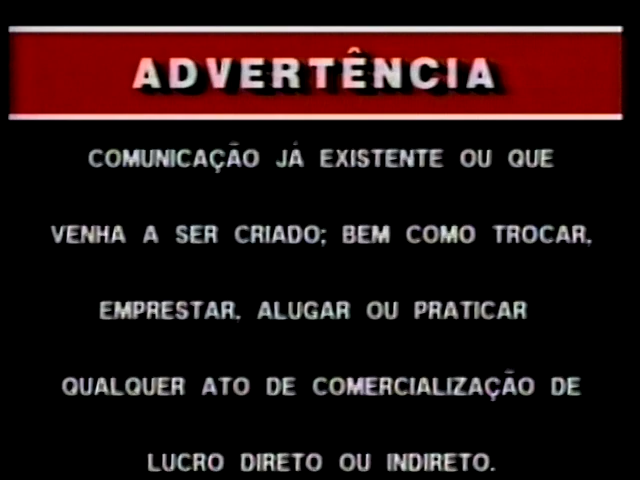 ADVERTÊNCIA
COMUNICAÇÃO JÁ EXISTENTE OU QUE
VENHA A SER CRIADO; BEM COMO TROCAR,
EMPRESTAR, ALUGAR OU PRATICAR
QUALQUER ATO DE COMERCIALIZAÇÃO DE
LUCRO DIRETO OU INDIRETO.